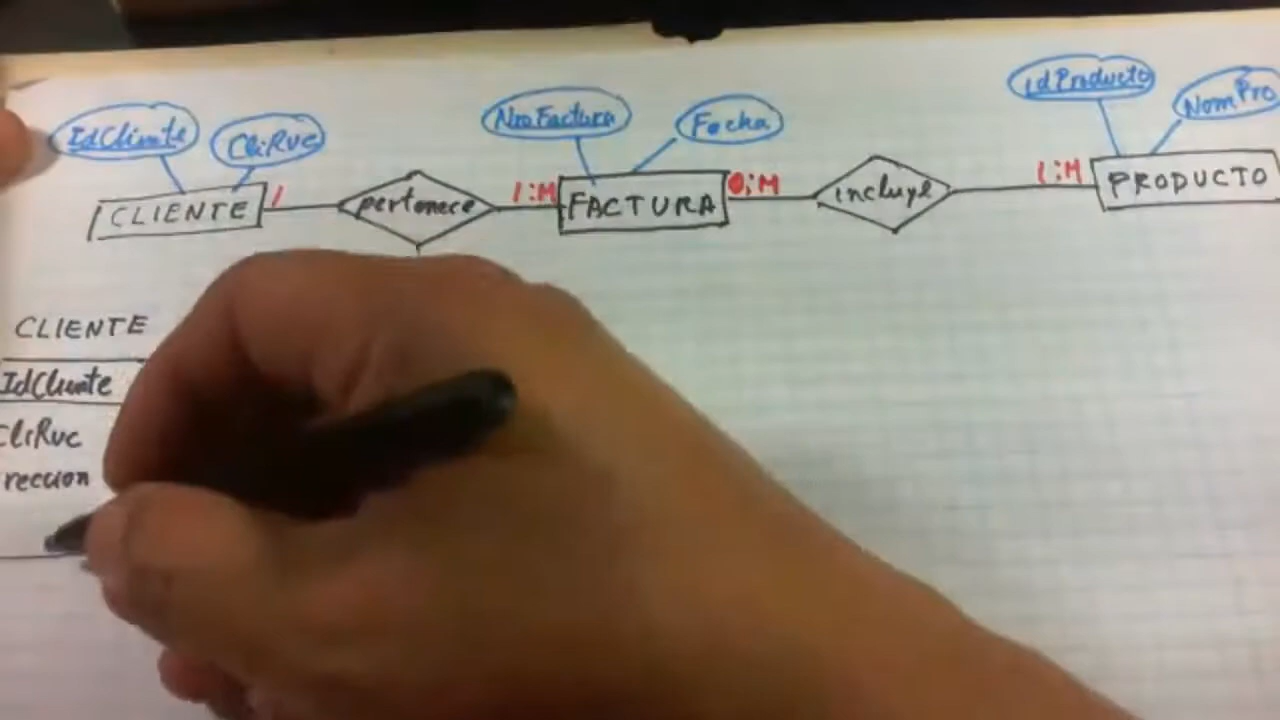 IdCliente CliRuc NroFactura Fecha idProducto NomPro
CLIENTE 1 pertenece 1:M FACTURA 0:M incluye 1:M PRODUCTO
CLIENTE
IdCliente
CliRuc
reccion